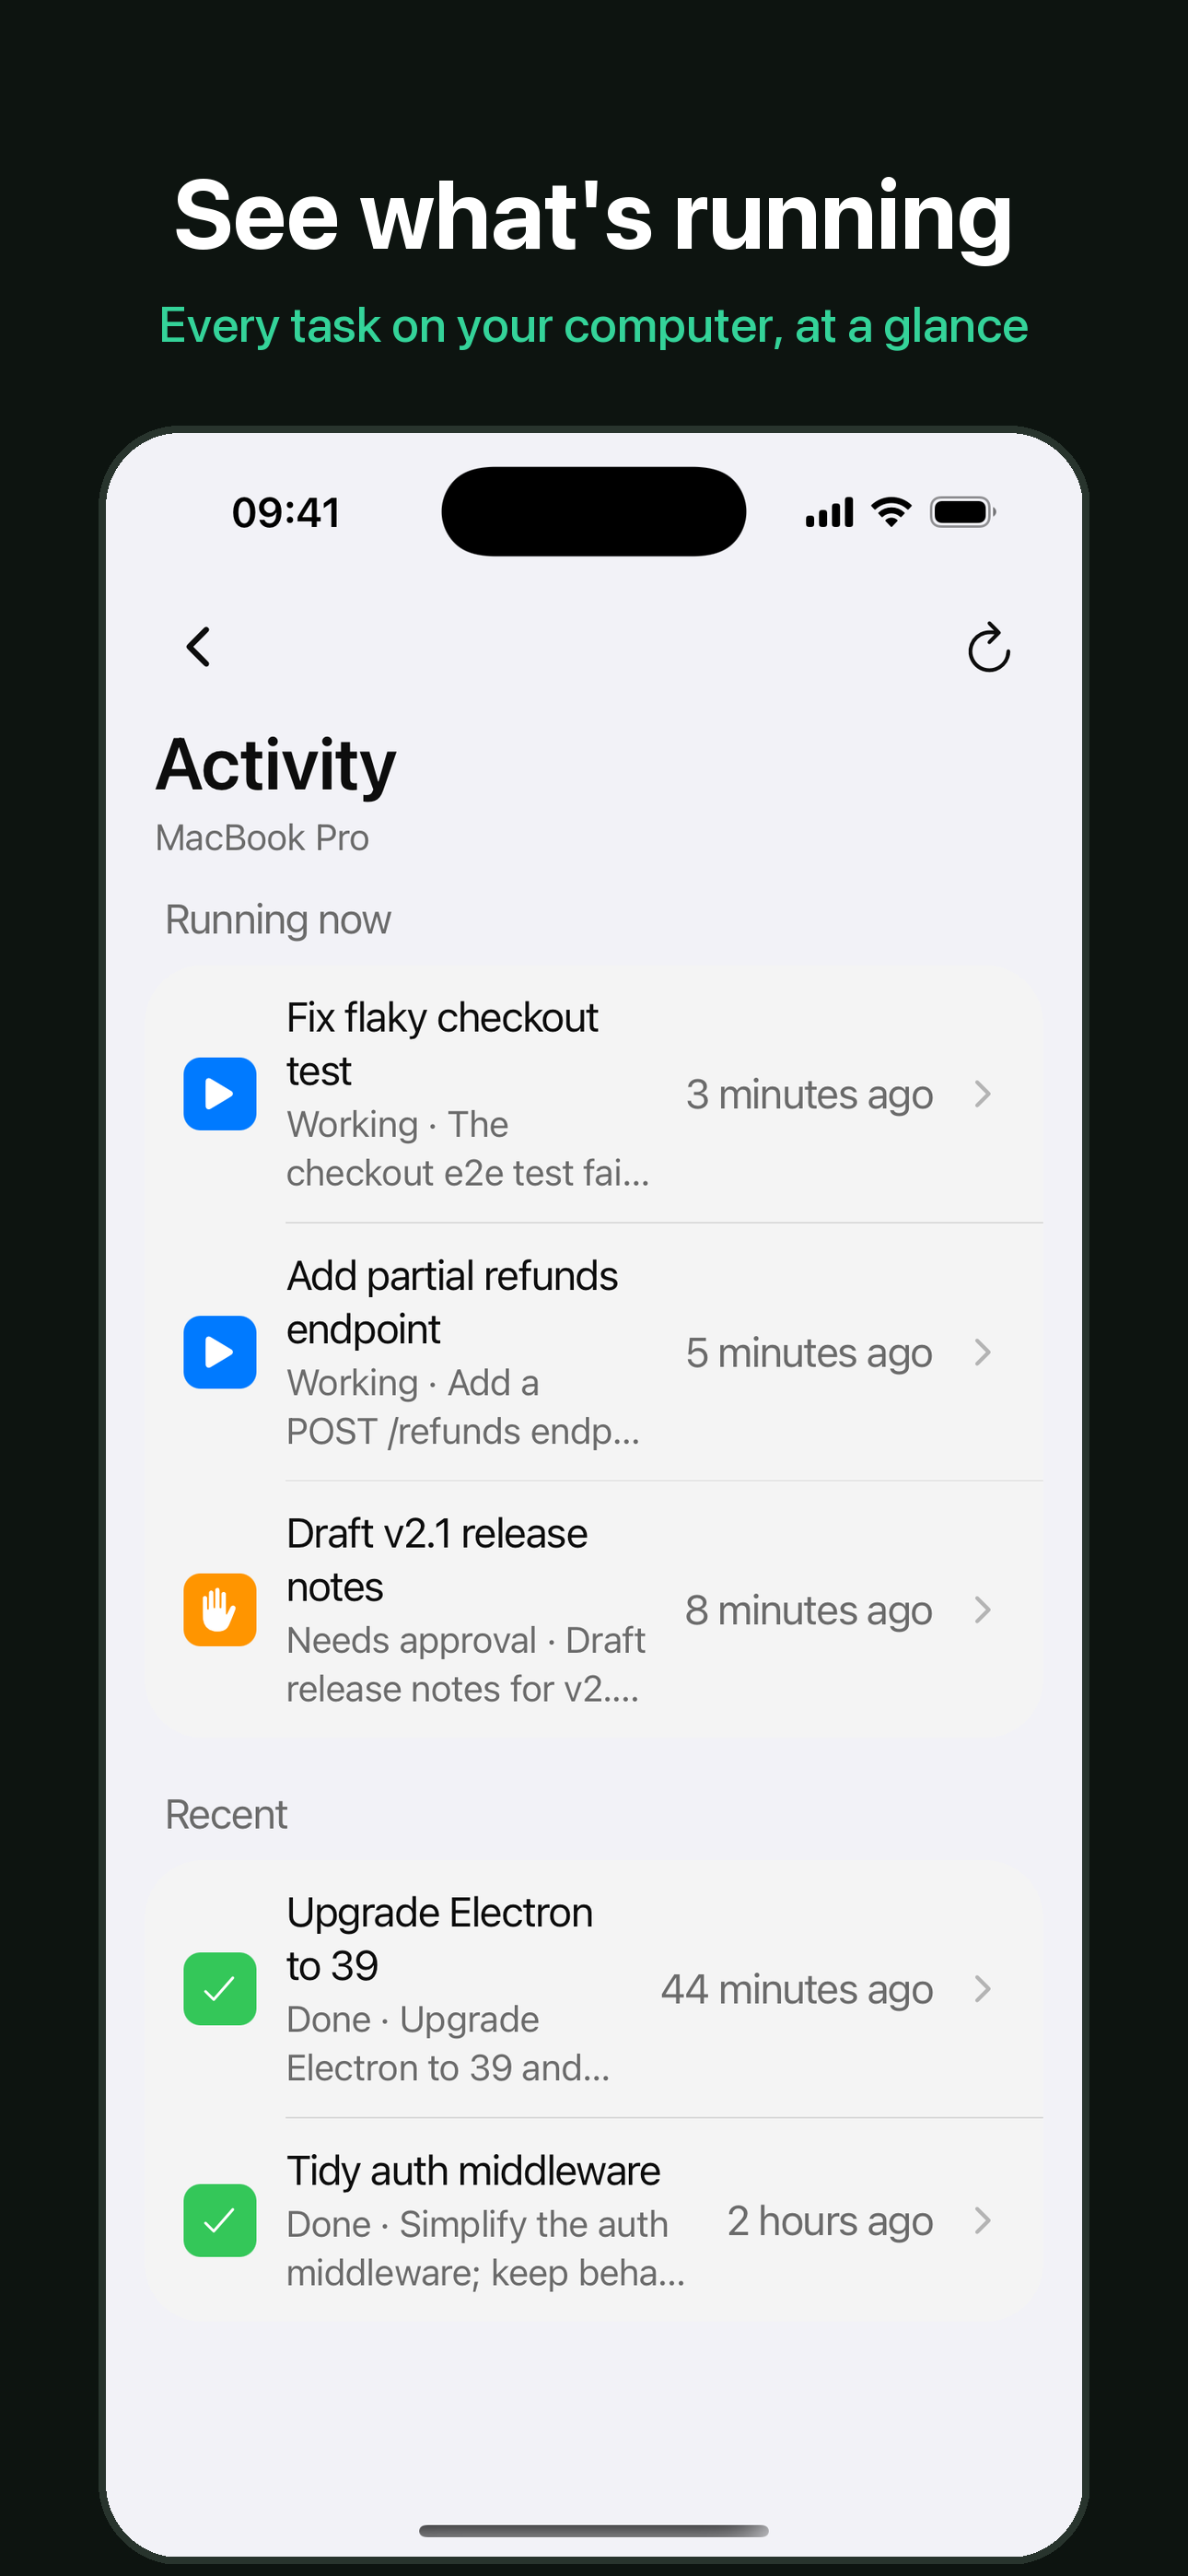 See what's running
Every task on your computer, at a glance
09:41
Activity
MacBook Pro
Running now
Fix flaky checkout
test
Working · The
checkout e2e test fai...
3 minutes ago
Add partial refunds
endpoint
Working · Add a
POST /refunds endp...
5 minutes ago
Draft v2.1 release
notes
Needs approval · Draft
release notes for v2....
8 minutes ago
Recent
Upgrade Electron
to 39
Done · Upgrade
Electron to 39 and...
44 minutes ago
Tidy auth middleware
Done · Simplify the auth
middleware; keep beha...
2 hours ago